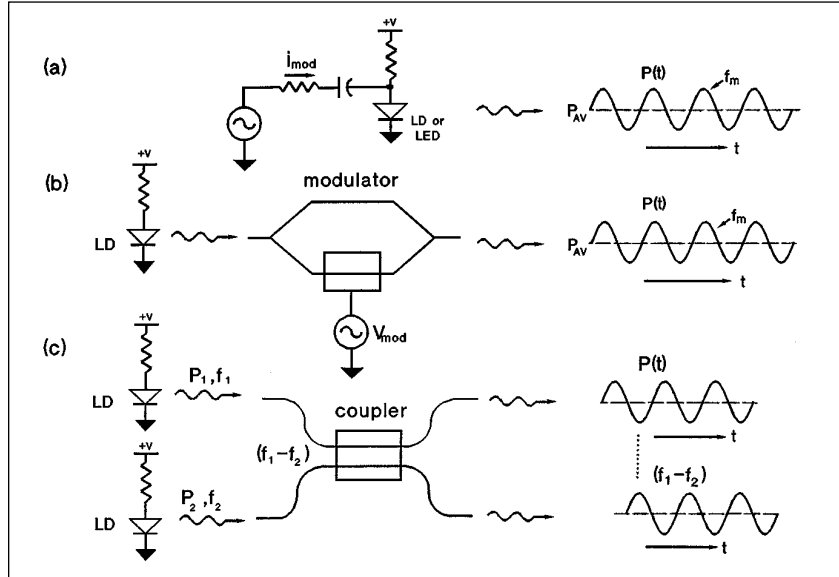 (a)
+v
i_mod
LD or
LED
P(t)
f_m
P_AV
t
(b)
+v
LD
modulator
V_mod
P(t)
f_m
P_AV
t
(c)
+v
LD
P_1,f_1
coupler
(f_1-f_2)
P(t)
t
+v
LD
P_2,f_2
(f_1-f_2)
t